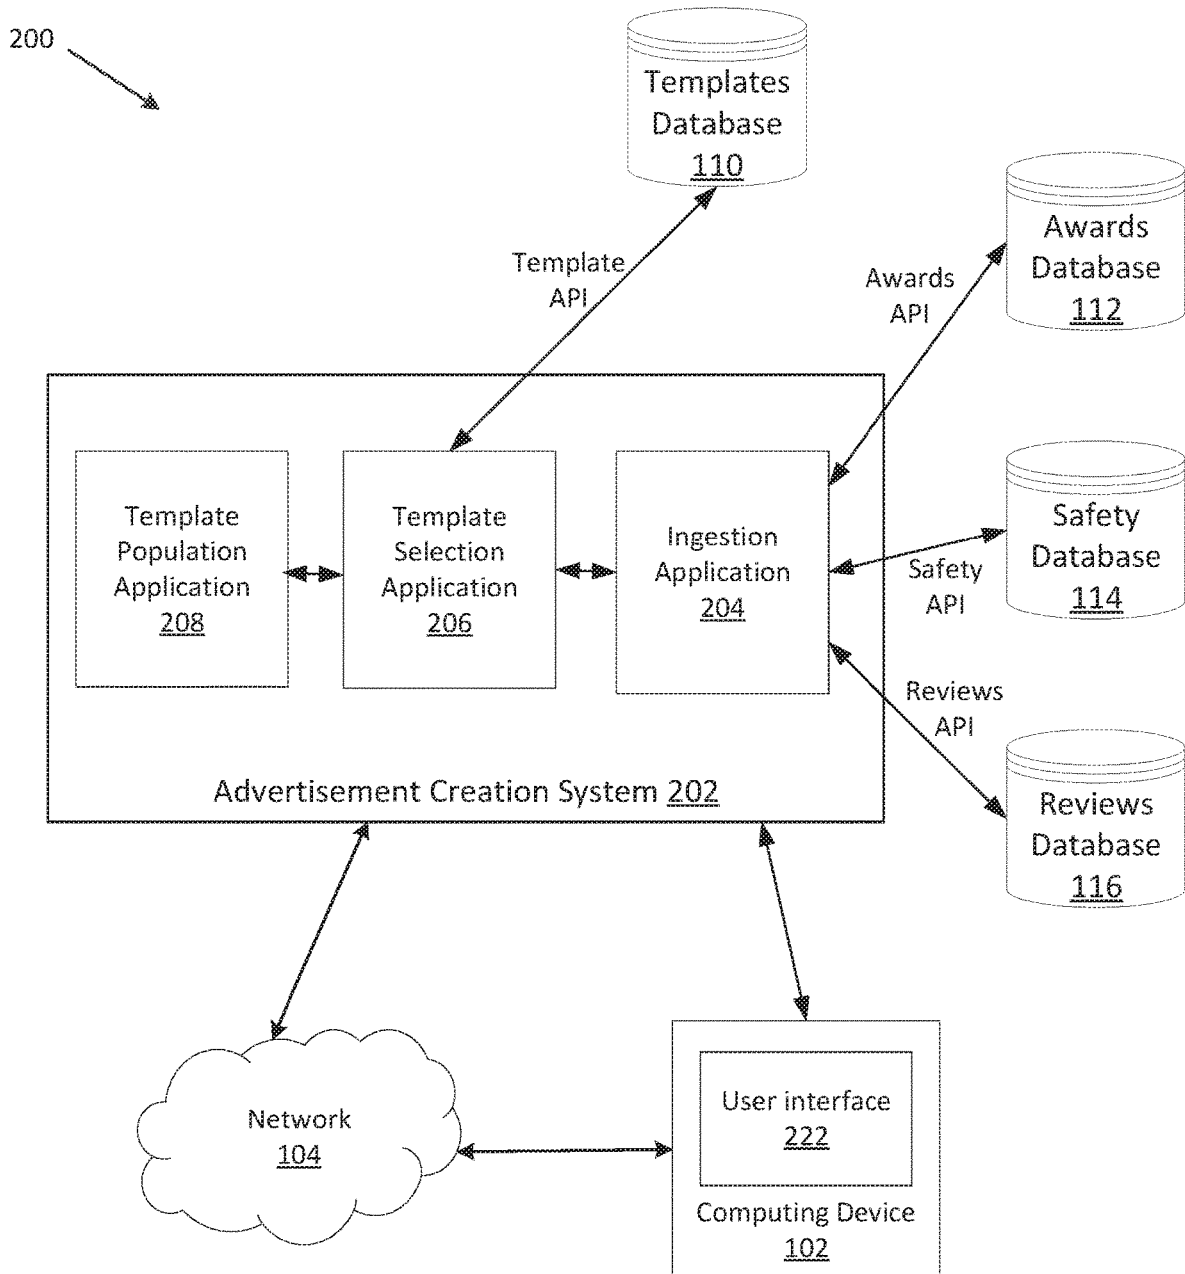 200
Templates
Database
110
Awards
Database
112
Template
API
Awards
API
Safety
Database
114
Safety
API
Template
Population
Application
208
Template
Selection
Application
206
Ingestion
Application
204
Reviews
API
Reviews
Database
116
Advertisement Creation System 202
Network
104
User interface
222
Computing Device
102